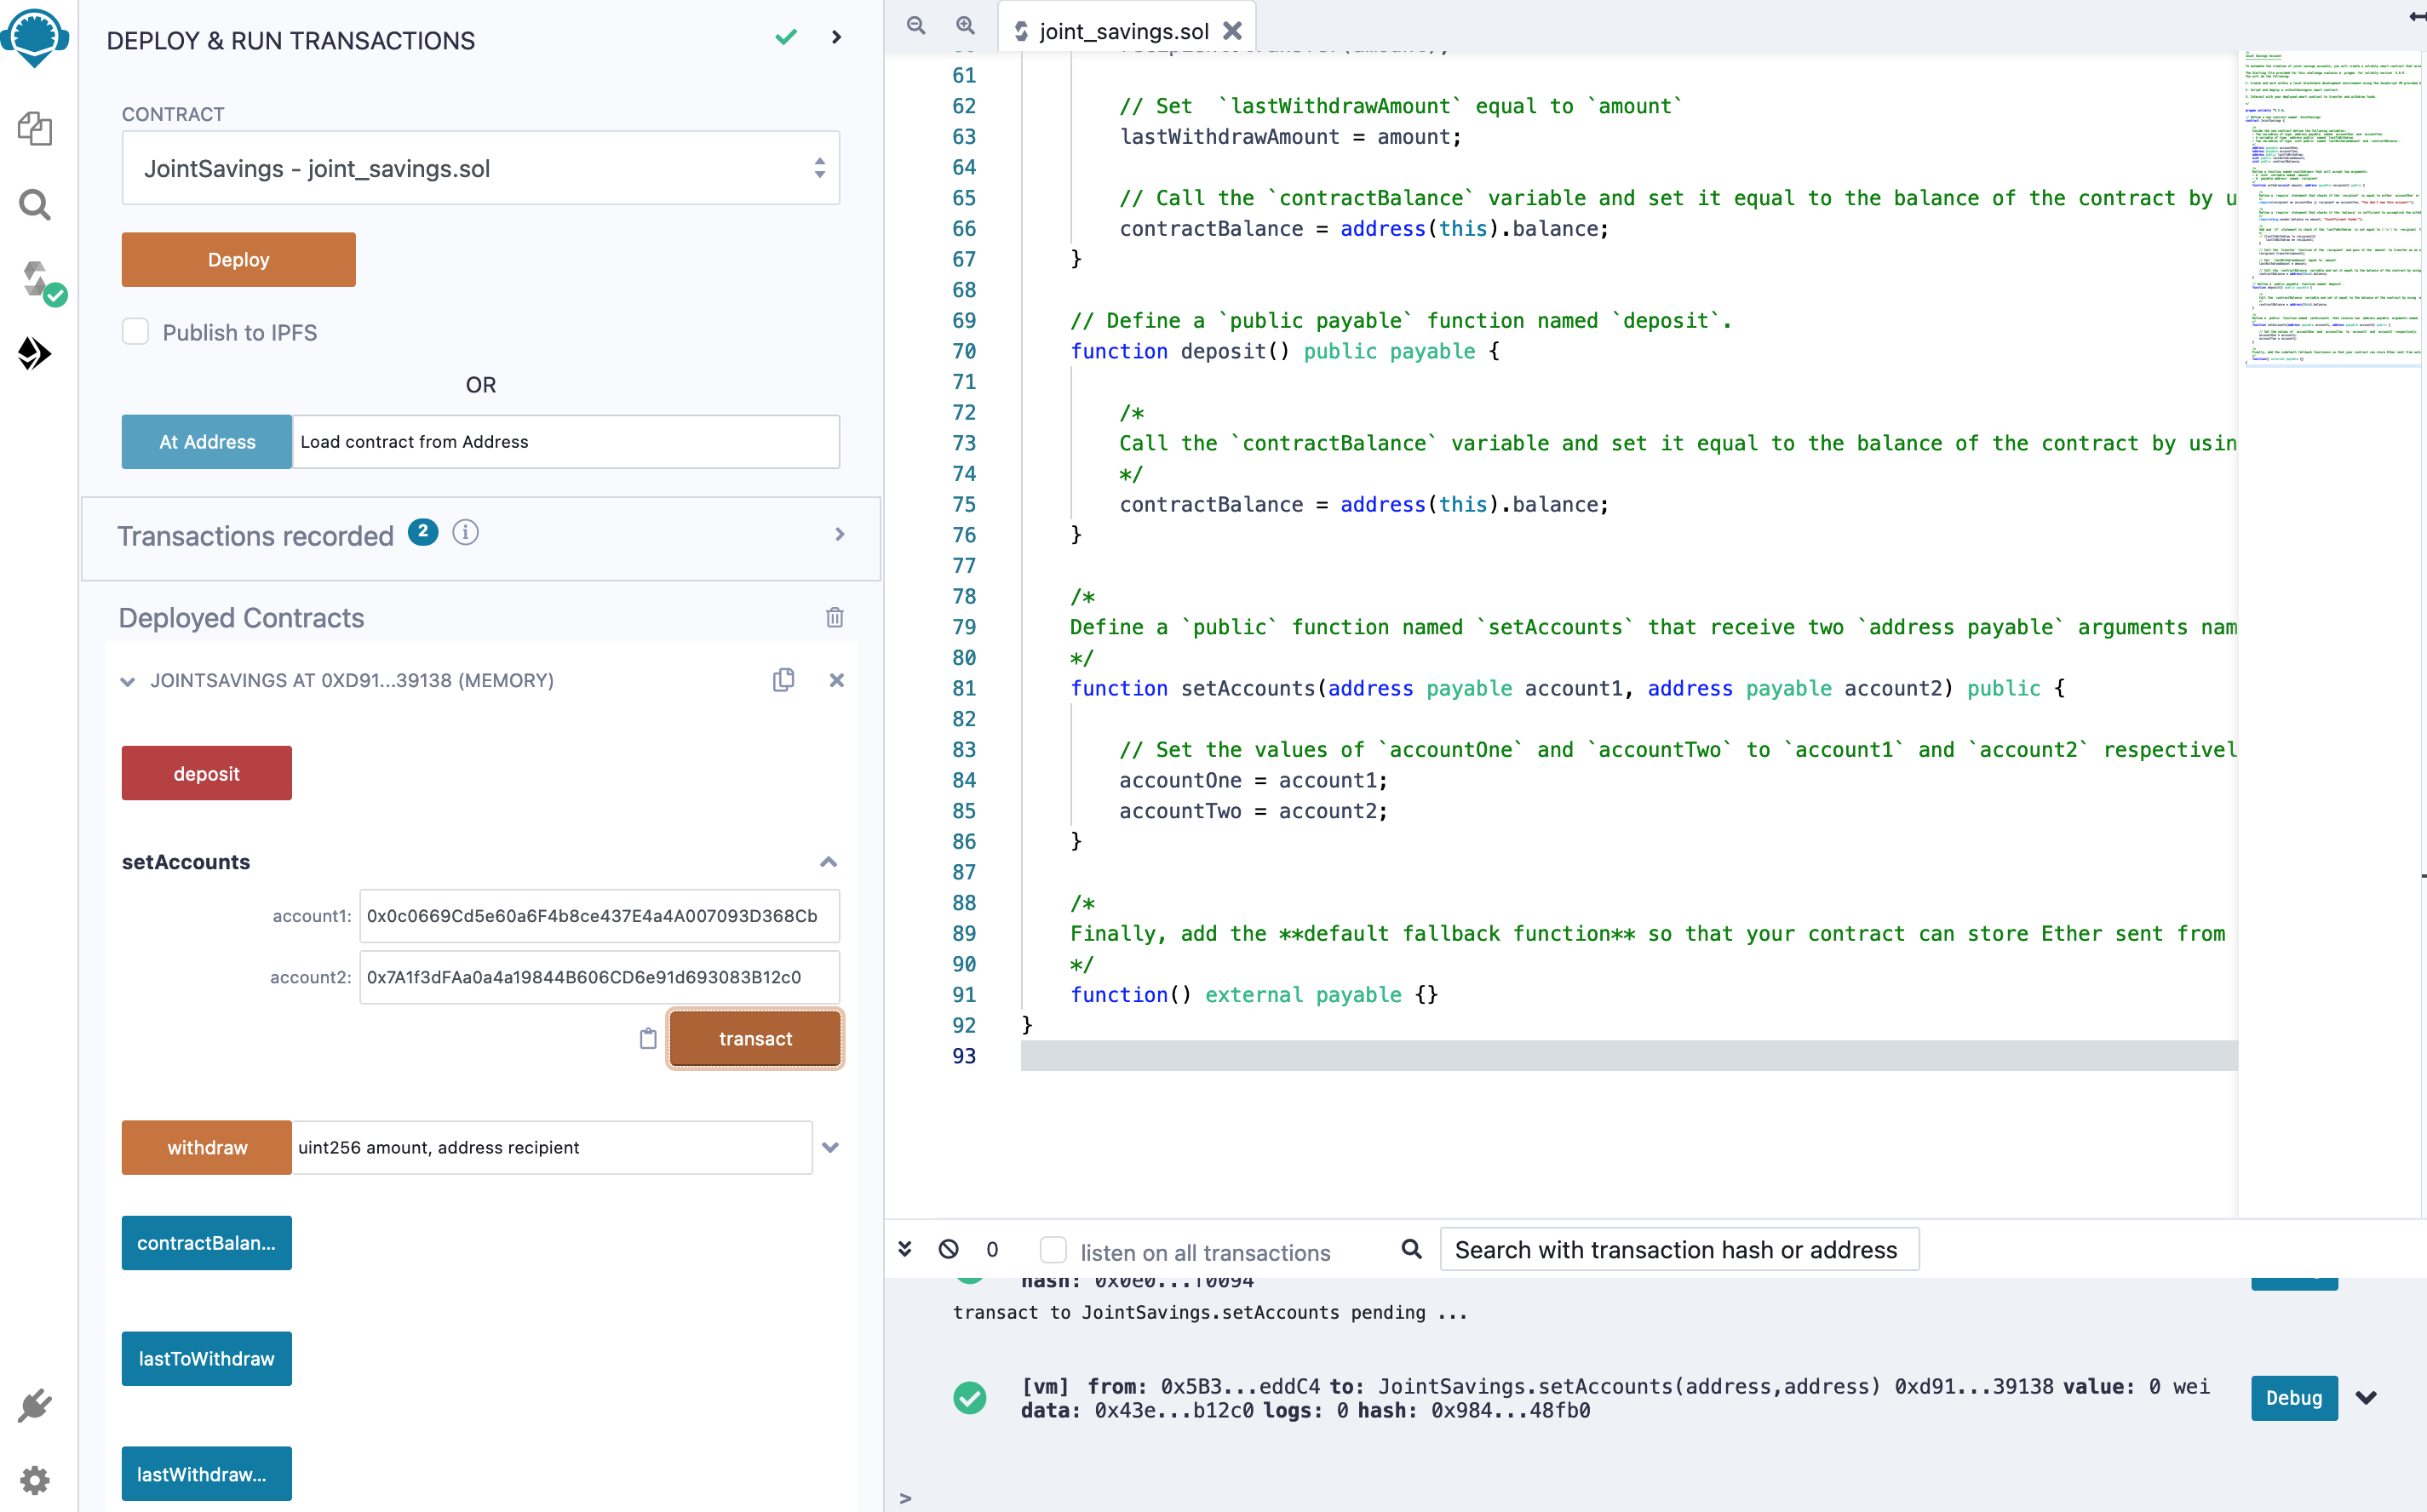 DEPLOY & RUN TRANSACTIONS
CONTRACT
JointSavings - joint_savings.sol
Deploy
Publish to IPFS
OR
At Address
Load contract from Address
Transactions recorded 2 i
Deployed Contracts
JOINTSAVINGS AT 0XD91...39138 (MEMORY)
deposit
setAccounts
account1: 0x0c0669Cd5e60a6F4b8ce437E4a4A007093D368Cb
account2: 0x7A1f3dFAa0a4a19844B606CD6e91d693083B12c0
transact
withdraw
uint256 amount, address recipient
contractBalan...
lastToWithdraw
lastWithdraw...
joint_savings.sol
61
62 // Set  `lastWithdrawAmount` equal to `amount`
63 lastWithdrawAmount = amount;
64
65 // Call the `contractBalance` variable and set it equal to the balance of the contract by u
66 contractBalance = address(this).balance;
67 }
68
69 // Define a `public payable` function named `deposit`.
70 function deposit() public payable {
71
72 /*
73 Call the `contractBalance` variable and set it equal to the balance of the contract by usin
74 */
75 contractBalance = address(this).balance;
76 }
77
78 /*
79 Define a `public` function named `setAccounts` that receive two `address payable` arguments nam
80 */
81 function setAccounts(address payable account1, address payable account2) public {
82
83 // Set the values of `accountOne` and `accountTwo` to `account1` and `account2` respectivel
84 accountOne = account1;
85 accountTwo = account2;
86 }
87
88 /*
89 Finally, add the **default fallback function** so that your contract can store Ether sent from
90 */
91 function() external payable {}
92 }
93
0
listen on all transactions
Search with transaction hash or address
hash: 0x0e0...f0094
transact to JointSavings.setAccounts pending ...
[vm] from: 0x5B3...eddC4 to: JointSavings.setAccounts(address,address) 0xd91...39138 value: 0 wei
data: 0x43e...b12c0 logs: 0 hash: 0x984...48fb0
Debug
>